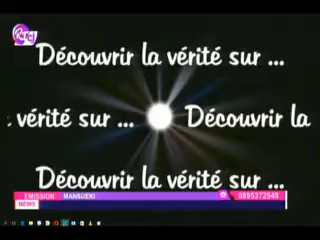 Découvrir la vérité sur ...
a vérité sur ... Découvrir la
Découvrir la vérité sur ...
EMISSION MANSUEKI 0895372549
NEWS